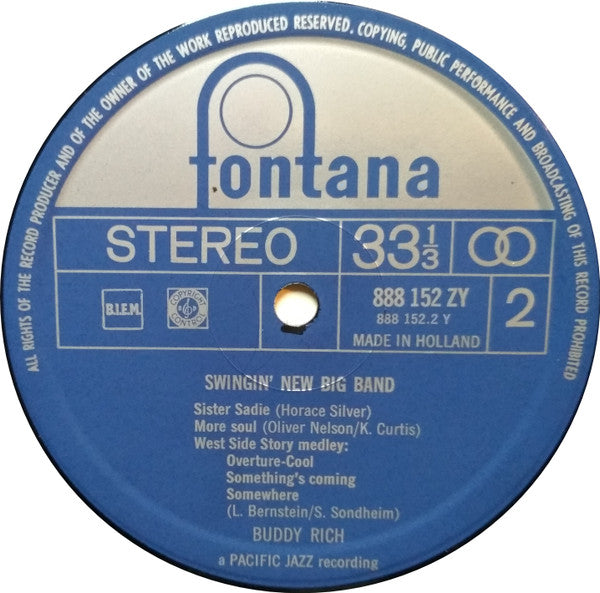 ALL RIGHTS OF THE RECORD PRODUCER AND OF THE OWNER OF THE WORK REPRODUCED RESERVED. COPYING, PUBLIC PERFORMANCE AND BROADCASTING OF THIS RECORD PROHIBITED
fontana
STEREO
33 1/3
B.I.E.M.
COPYRIGHT
CONTROL
888 152 ZY
888 152.2 Y
2
MADE IN HOLLAND
SWINGIN' NEW BIG BAND
Sister Sadie (Horace Silver)
More soul (Oliver Nelson/K. Curtis)
West Side Story medley:
Overture-Cool
Something's coming
Somewhere
(L. Bernstein/S. Sondheim)
BUDDY RICH
a PACIFIC JAZZ recording